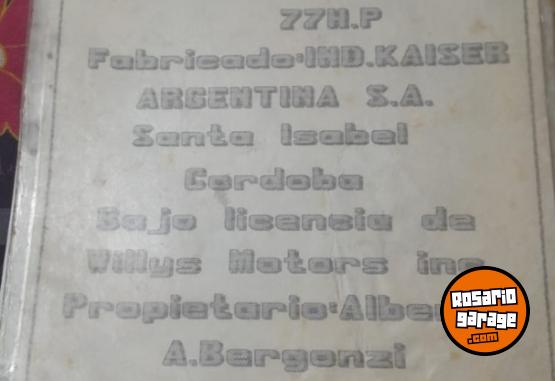 77H.P
Fabricado:IND.KAISER
ARGENTINA S.A.
Santa Isabel
Cordoba
Bajo licencia de
Willys Motors inc
Propietario:Albe
A.Bergonzi
ROSARIO
garage
.com